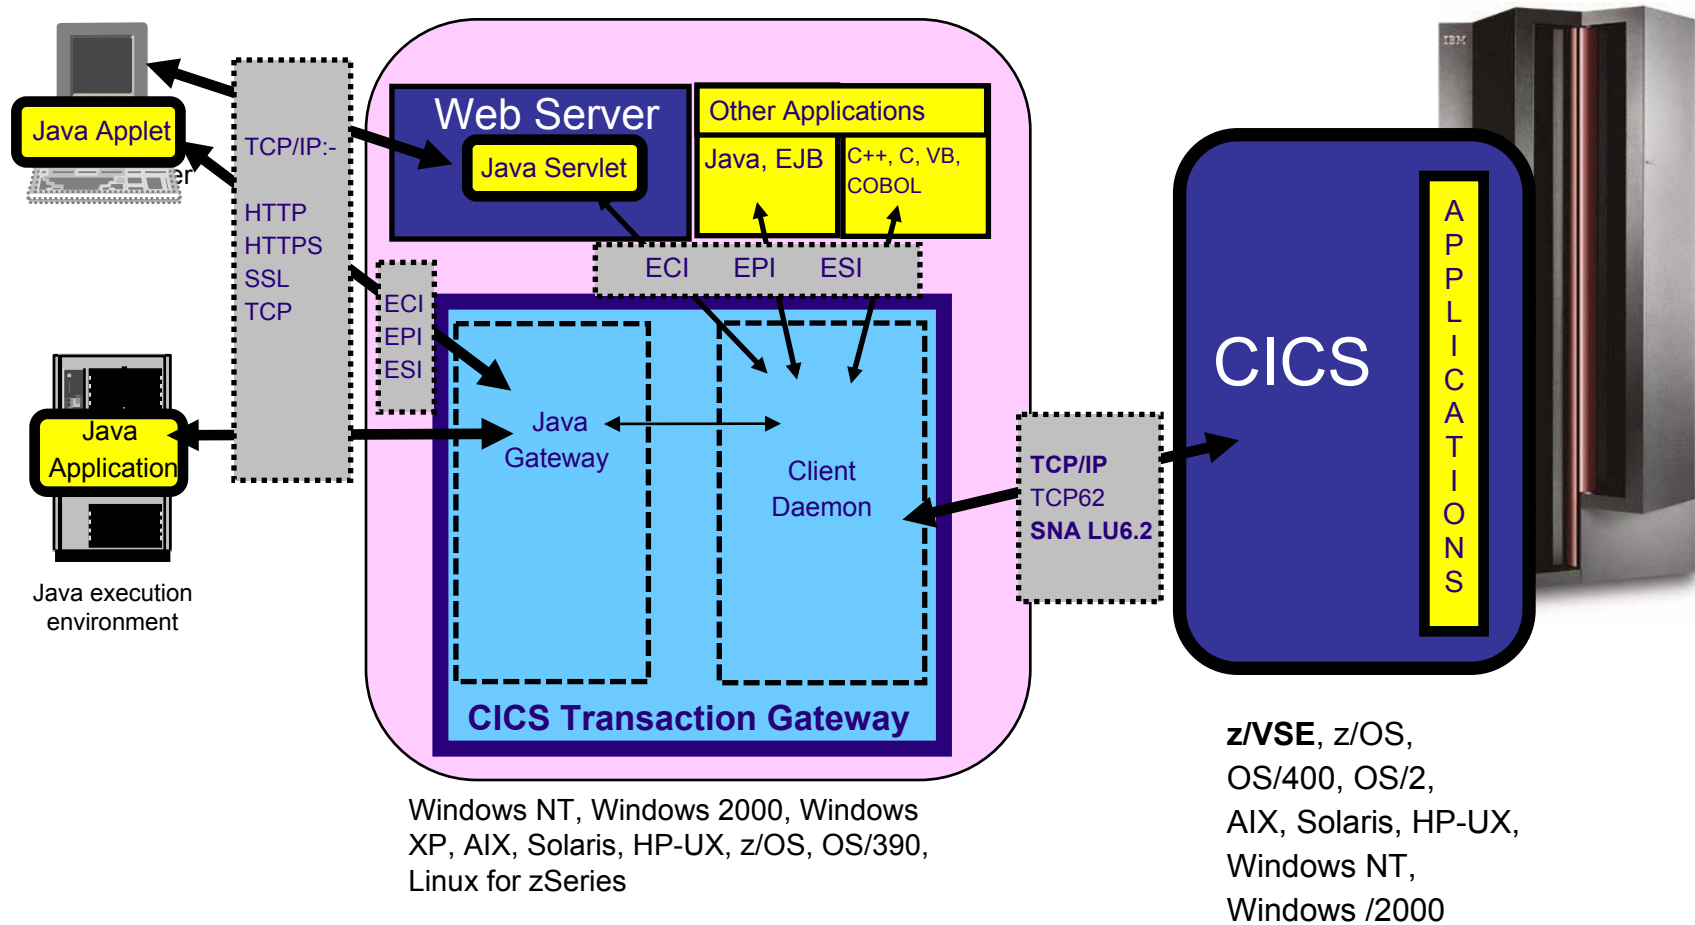 Java Applet
er
Java
Application
Java execution
environment
TCP/IP:-
HTTP
HTTPS
SSL
TCP
ECI
EPI
ESI
Web Server
Java Servlet
Other Applications
Java, EJB
C++, C, VB,
COBOL
ECI EPI ESI
Java
Gateway
Client
Daemon
CICS Transaction Gateway
Windows NT, Windows 2000, Windows
XP, AIX, Solaris, HP-UX, z/OS, OS/390,
Linux for zSeries
TCP/IP
TCP62
SNA LU6.2
CICS
APPLICATIONS
IBM
z/VSE, z/OS,
OS/400, OS/2,
AIX, Solaris, HP-UX,
Windows NT,
Windows /2000